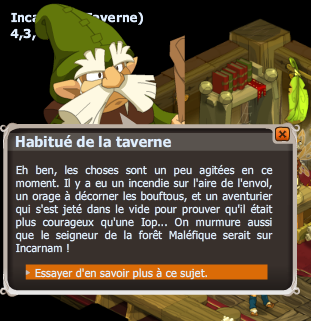 Inca Taverne)
4,3,
Habitué de la taverne
Eh ben, les choses sont un peu agitées en ce
moment. Il y a eu un incendie sur l'aire de l'envol,
un orage à décorner les bouftous, et un aventurier
qui s'est jeté dans le vide pour prouver qu'il était
plus courageux qu'une Iop... On murmure aussi
que le seigneur de la forêt Maléfique serait sur
Incarnam !
Essayer d'en savoir plus à ce sujet.